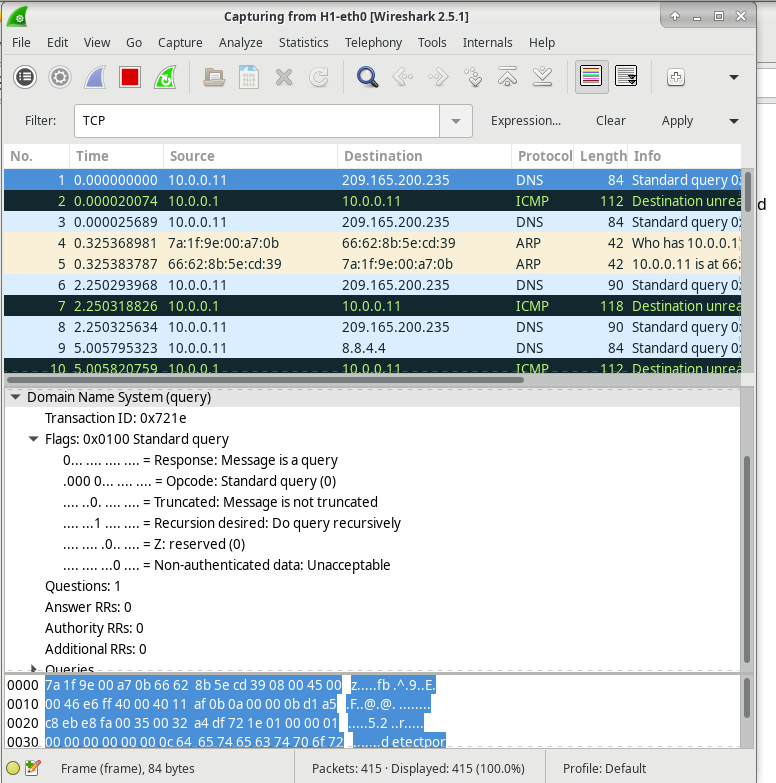 Capturing from H1-eth0 [Wireshark 2.5.1]
File Edit View Go Capture Analyze Statistics Telephony Tools Internals Help
Filter: TCP Expression... Clear Apply
No. Time Source Destination Protocol Length Info
1 0.000000000 10.0.0.11 209.165.200.235 DNS 84 Standard query 0
2 0.000020074 10.0.0.1 10.0.0.11 ICMP 112 Destination unrea
3 0.000025689 10.0.0.11 209.165.200.235 DNS 84 Standard query 0
4 0.325368981 7a:1f:9e:00:a7:0b 66:62:8b:5e:cd:39 ARP 42 Who has 10.0.0.1
5 0.325383787 66:62:8b:5e:cd:39 7a:1f:9e:00:a7:0b ARP 42 10.0.0.11 is at 66:
6 2.250293968 10.0.0.11 209.165.200.235 DNS 90 Standard query 0
7 2.250318826 10.0.0.1 10.0.0.11 ICMP 118 Destination unrea
8 2.250325634 10.0.0.11 209.165.200.235 DNS 90 Standard query 0
9 5.005795323 10.0.0.11 8.8.4.4 DNS 84 Standard query 0
10 5.005820759 10.0.0.1 10.0.0.11 ICMP 112 Destination unrea
d
Domain Name System (query)
Transaction ID: 0x721e
Flags: 0x0100 Standard query
0... .... .... .... = Response: Message is a query
.000 0... .... .... = Opcode: Standard query (0)
.... ..0. .... .... = Truncated: Message is not truncated
.... ...1 .... .... = Recursion desired: Do query recursively
.... .... .0.. .... = Z: reserved (0)
.... .... ...0 .... = Non-authenticated data: Unacceptable
Questions: 1
Answer RRs: 0
Authority RRs: 0
Additional RRs: 0
Queries
0000 7a 1f 9e 00 a7 0b 66 62 8b 5e cd 39 08 00 45 00 z.....fb .^.9..E.
0010 00 46 e6 ff 40 00 40 11 af 0b 0a 00 00 0b d1 a5 .F..@.@. ........
0020 c8 eb e8 fa 00 35 00 32 a4 df 72 1e 01 00 00 01 .....5.2 ..r.....
0030 00 00 00 00 00 00 0c 64 65 74 65 63 74 70 6f 72 .......d etectpor
Frame (frame), 84 bytes Packets: 415 · Displayed: 415 (100.0%) Profile: Default